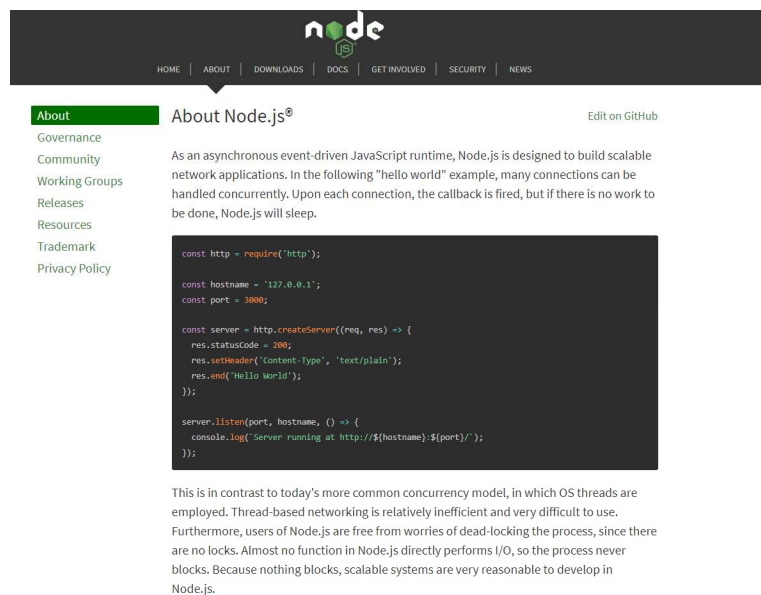 node
JS
HOME | ABOUT | DOWNLOADS | DOCS | GET INVOLVED | SECURITY | NEWS
About
Governance
Community
Working Groups
Releases
Resources
Trademark
Privacy Policy
About Node.js®
Edit on GitHub
As an asynchronous event-driven JavaScript runtime, Node.js is designed to build scalable
network applications. In the following "hello world" example, many connections can be
handled concurrently. Upon each connection, the callback is fired, but if there is no work to
be done, Node.js will sleep.
const http = require('http');
const hostname = '127.0.0.1';
const port = 3000;
const server = http.createServer((req, res) => {
  res.statusCode = 200;
  res.setHeader('Content-Type', 'text/plain');
  res.end('Hello World');
});
server.listen(port, hostname, () => {
  console.log(`Server running at http://${hostname}:${port}/`);
});
This is in contrast to today's more common concurrency model, in which OS threads are
employed. Thread-based networking is relatively inefficient and very difficult to use.
Furthermore, users of Node.js are free from worries of dead-locking the process, since there
are no locks. Almost no function in Node.js directly performs I/O, so the process never
blocks. Because nothing blocks, scalable systems are very reasonable to develop in
Node.js.